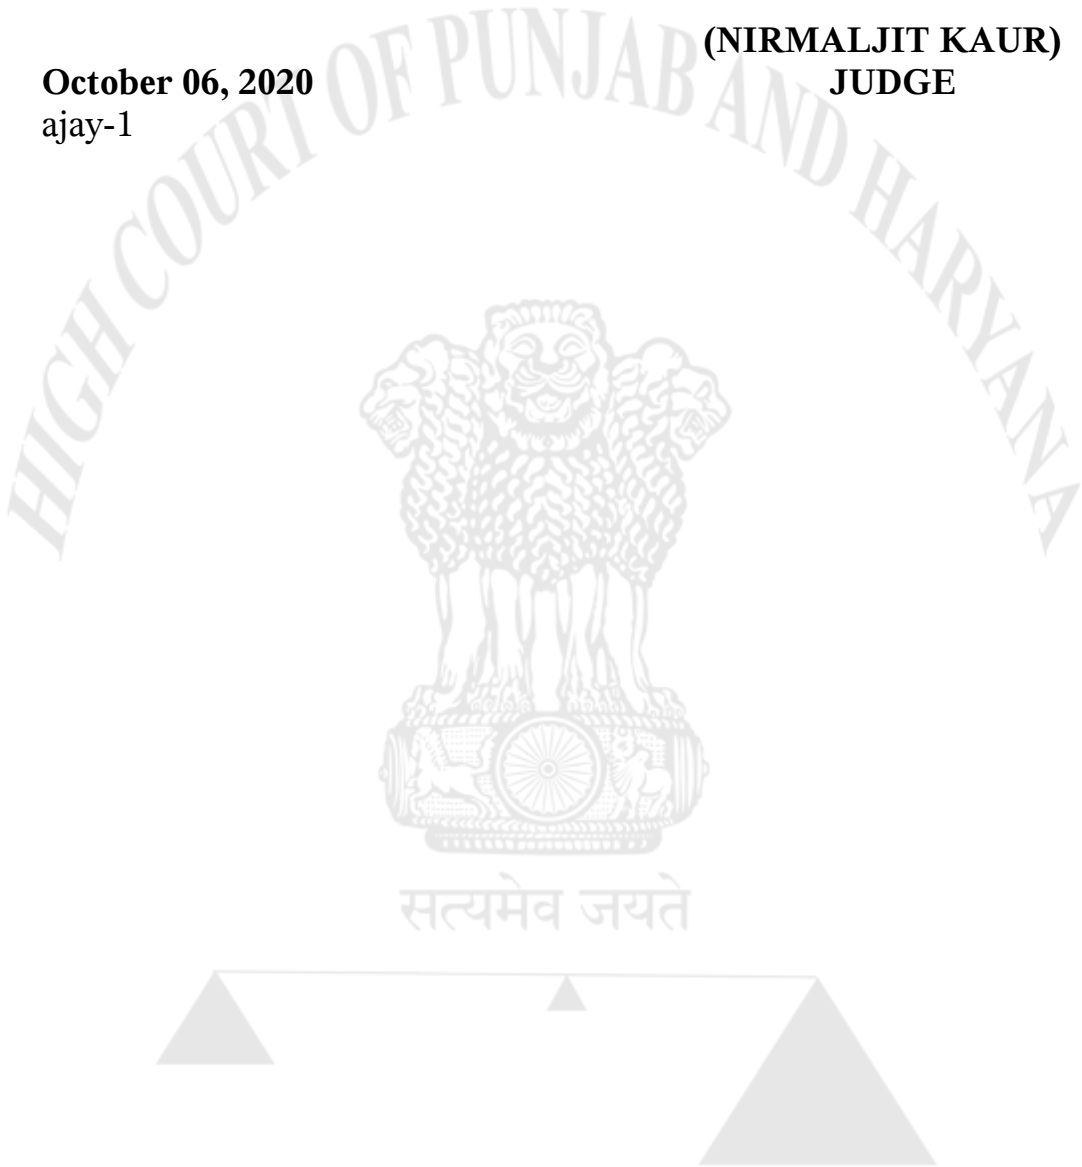 (NIRMALJIT KAUR)
October 06, 2020 JUDGE
ajay-1
HIGH COURT OF PUNJAB AND HARYANA
सत्यमेव जयते